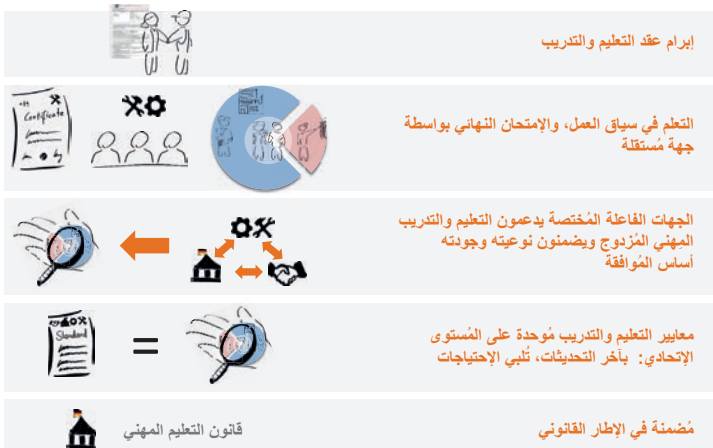 إبرام عقد التعليم والتدريب
Certificate
التعلم في سياق العمل، والإمتحان النهائي بواسطة
جهة مُستقلة
الجهات الفاعلة المُختصة يدعمون التعليم والتدريب
المهني المُزدوج ويضمنون نوعيته وجودته
أساس المُوافقة
معايير التعليم والتدريب مُوحدة على المُستوى
الإتحادي: بآخر التحديثات، تُلبي الإحتياجات
Standard
=
مُضمنة في الإطار القانوني
قانون التعليم المهني